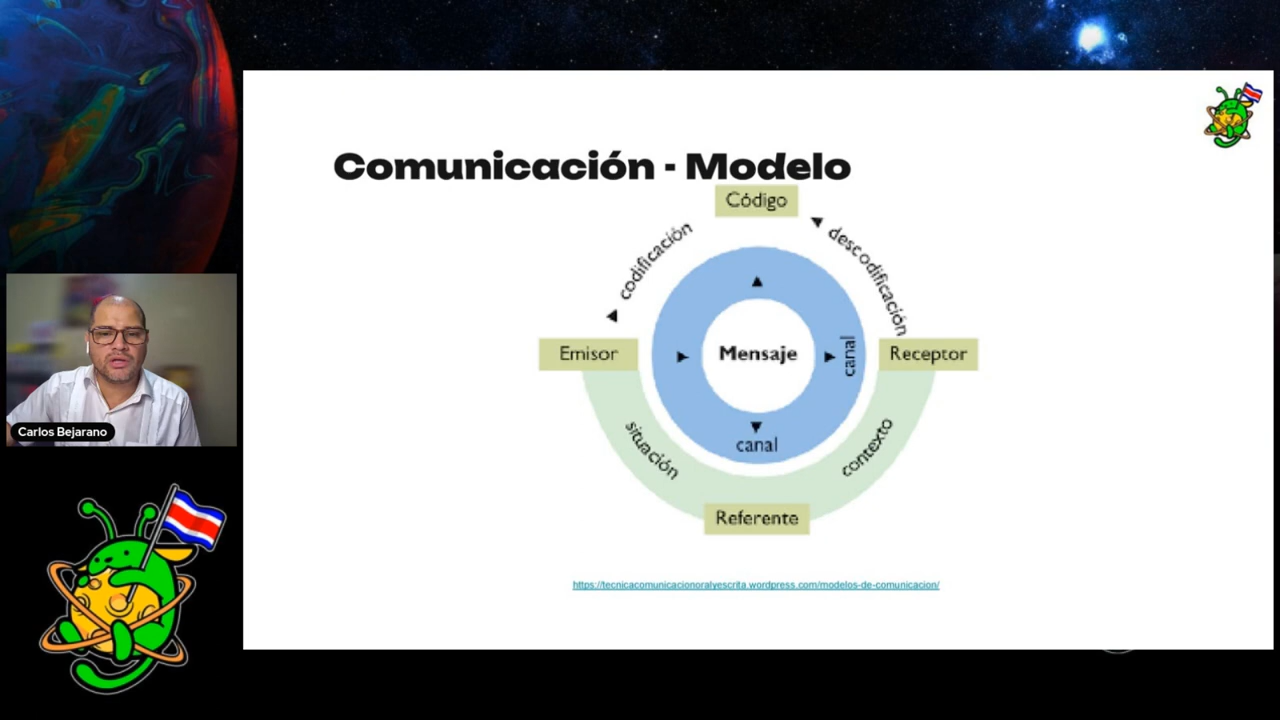 Comunicación - Modelo
Código
codificación
descodificación
Emisor
Mensaje
canal
Receptor
canal
situación
contexto
Referente
https://tecnicacomunicacionoralyescrita.wordpress.com/modelos-de-comunicacion/
Carlos Bejarano